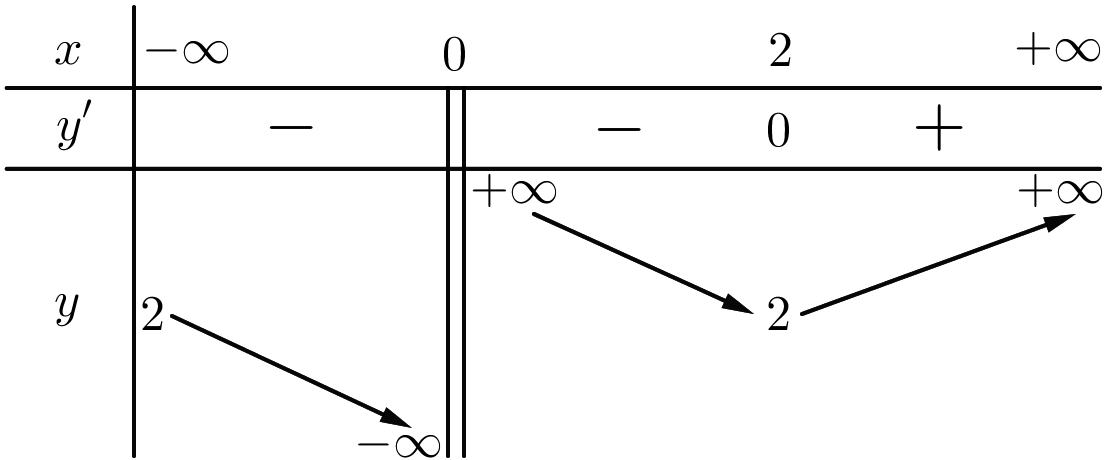 x −∞ 0 2 +∞
y′ − − 0 +
+∞ +∞
y 2 2
−∞